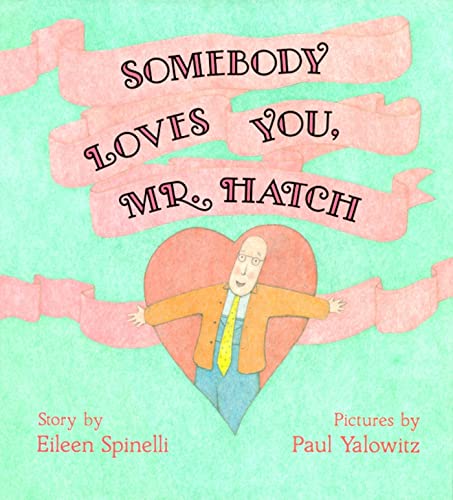 SOMEBODY
LOVES YOU,
MR. HATCH
Story by
Eileen Spinelli
Pictures by
Paul Yalowitz